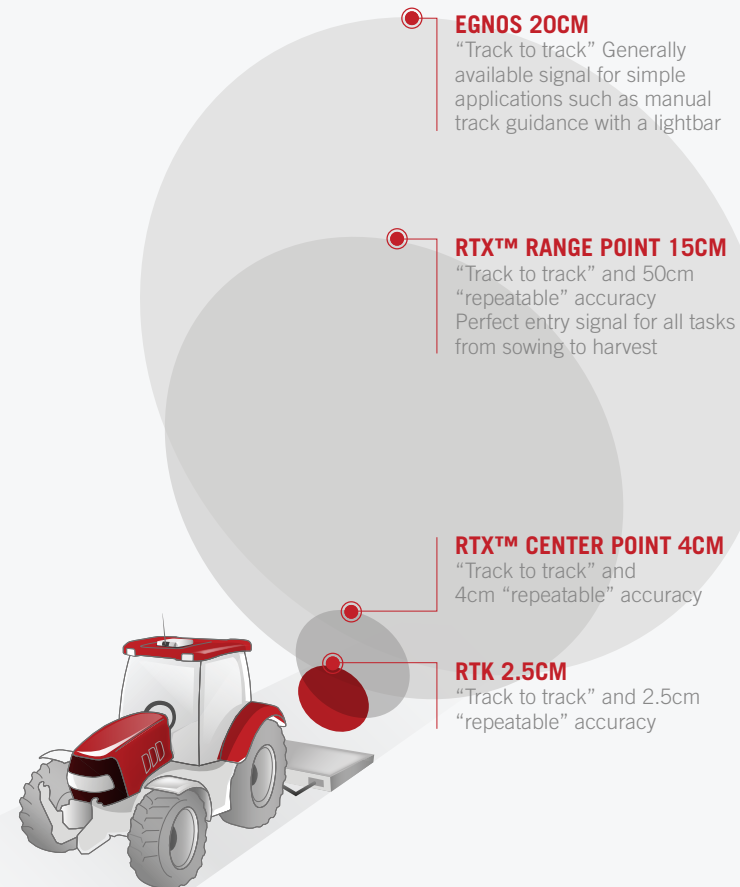 EGNOS 20CM
“Track to track” Generally
available signal for simple
applications such as manual
track guidance with a lightbar
RTX™ RANGE POINT 15CM
“Track to track” and 50cm
“repeatable” accuracy
Perfect entry signal for all tasks
from sowing to harvest
RTX™ CENTER POINT 4CM
“Track to track” and
4cm “repeatable” accuracy
RTK 2.5CM
“Track to track” and 2.5cm
“repeatable” accuracy